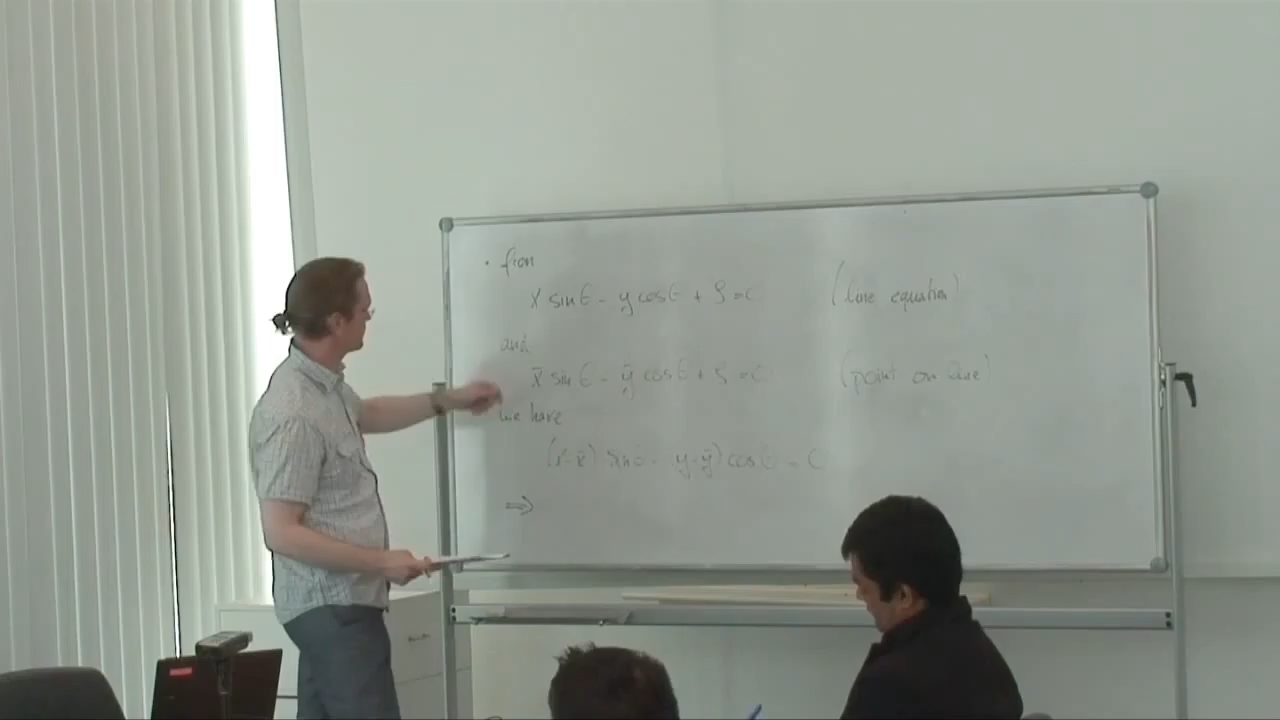 • from
x sin θ - y cos θ + ρ = 0 (line equation)
and
x̄ sin θ - ȳ cos θ + ρ = 0 (point on line)
we have
(x-x̄) sin θ - (y-ȳ) cos θ = 0
⇒